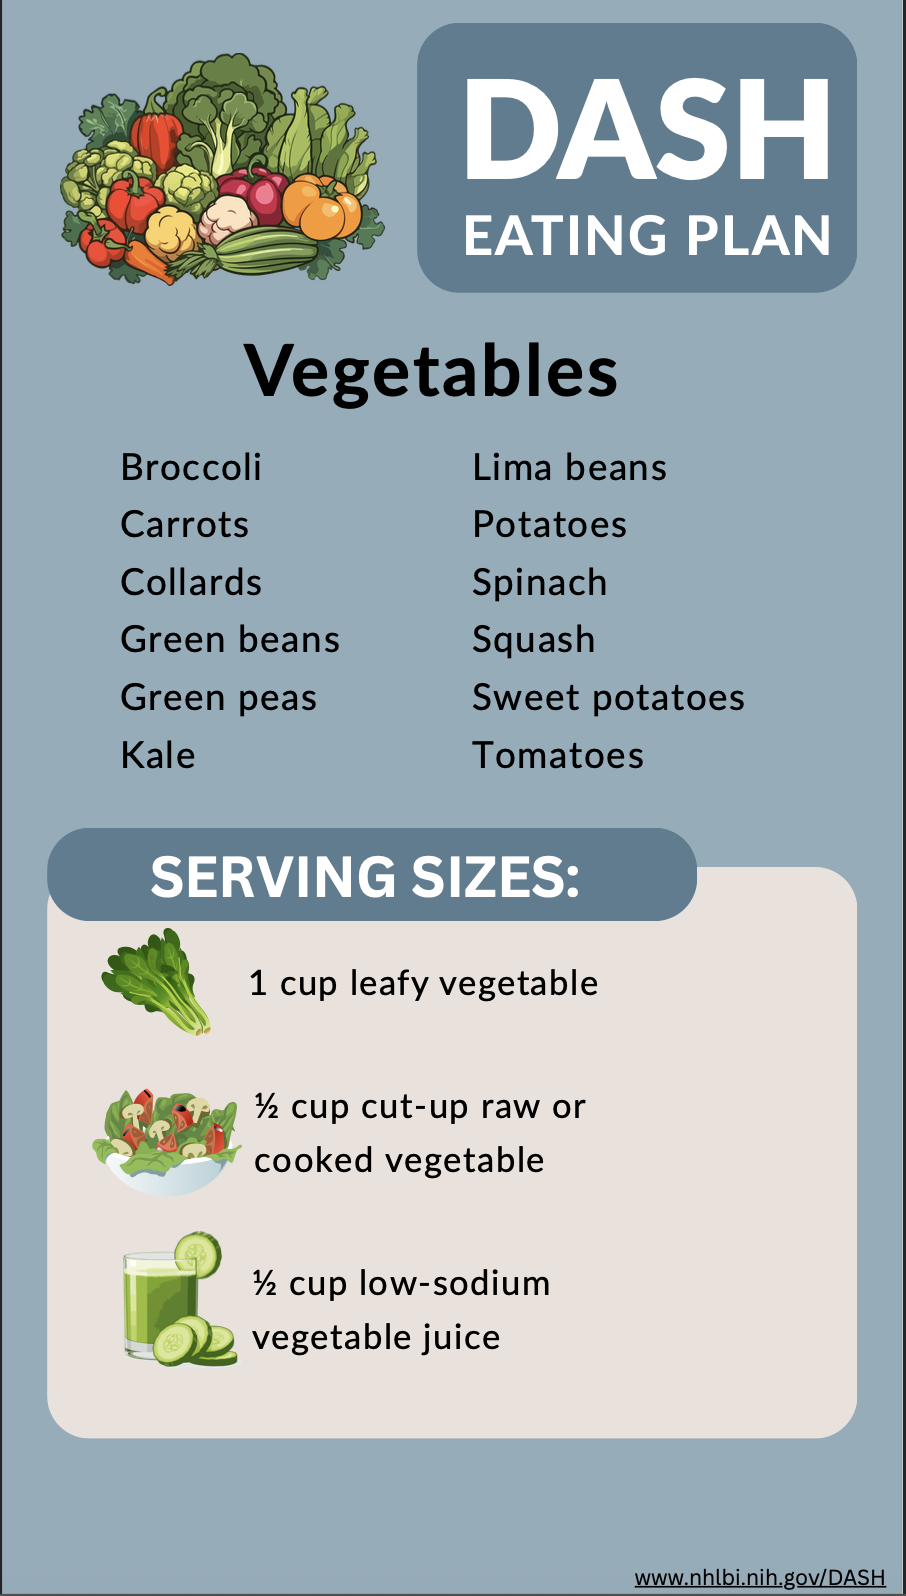 DASH
EATING PLAN
Vegetables
Broccoli
Carrots
Collards
Green beans
Green peas
Kale
Lima beans
Potatoes
Spinach
Squash
Sweet potatoes
Tomatoes
SERVING SIZES:
1 cup leafy vegetable
½ cup cut-up raw or
cooked vegetable
½ cup low-sodium
vegetable juice
www.nhlbi.nih.gov/DASH